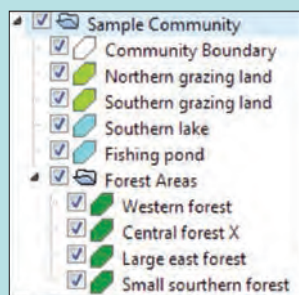 Sample Community
Community Boundary
Northern grazing land
Southern grazing land
Southern lake
Fishing pond
Forest Areas
Western forest
Central forest X
Large east forest
Small sourthern forest